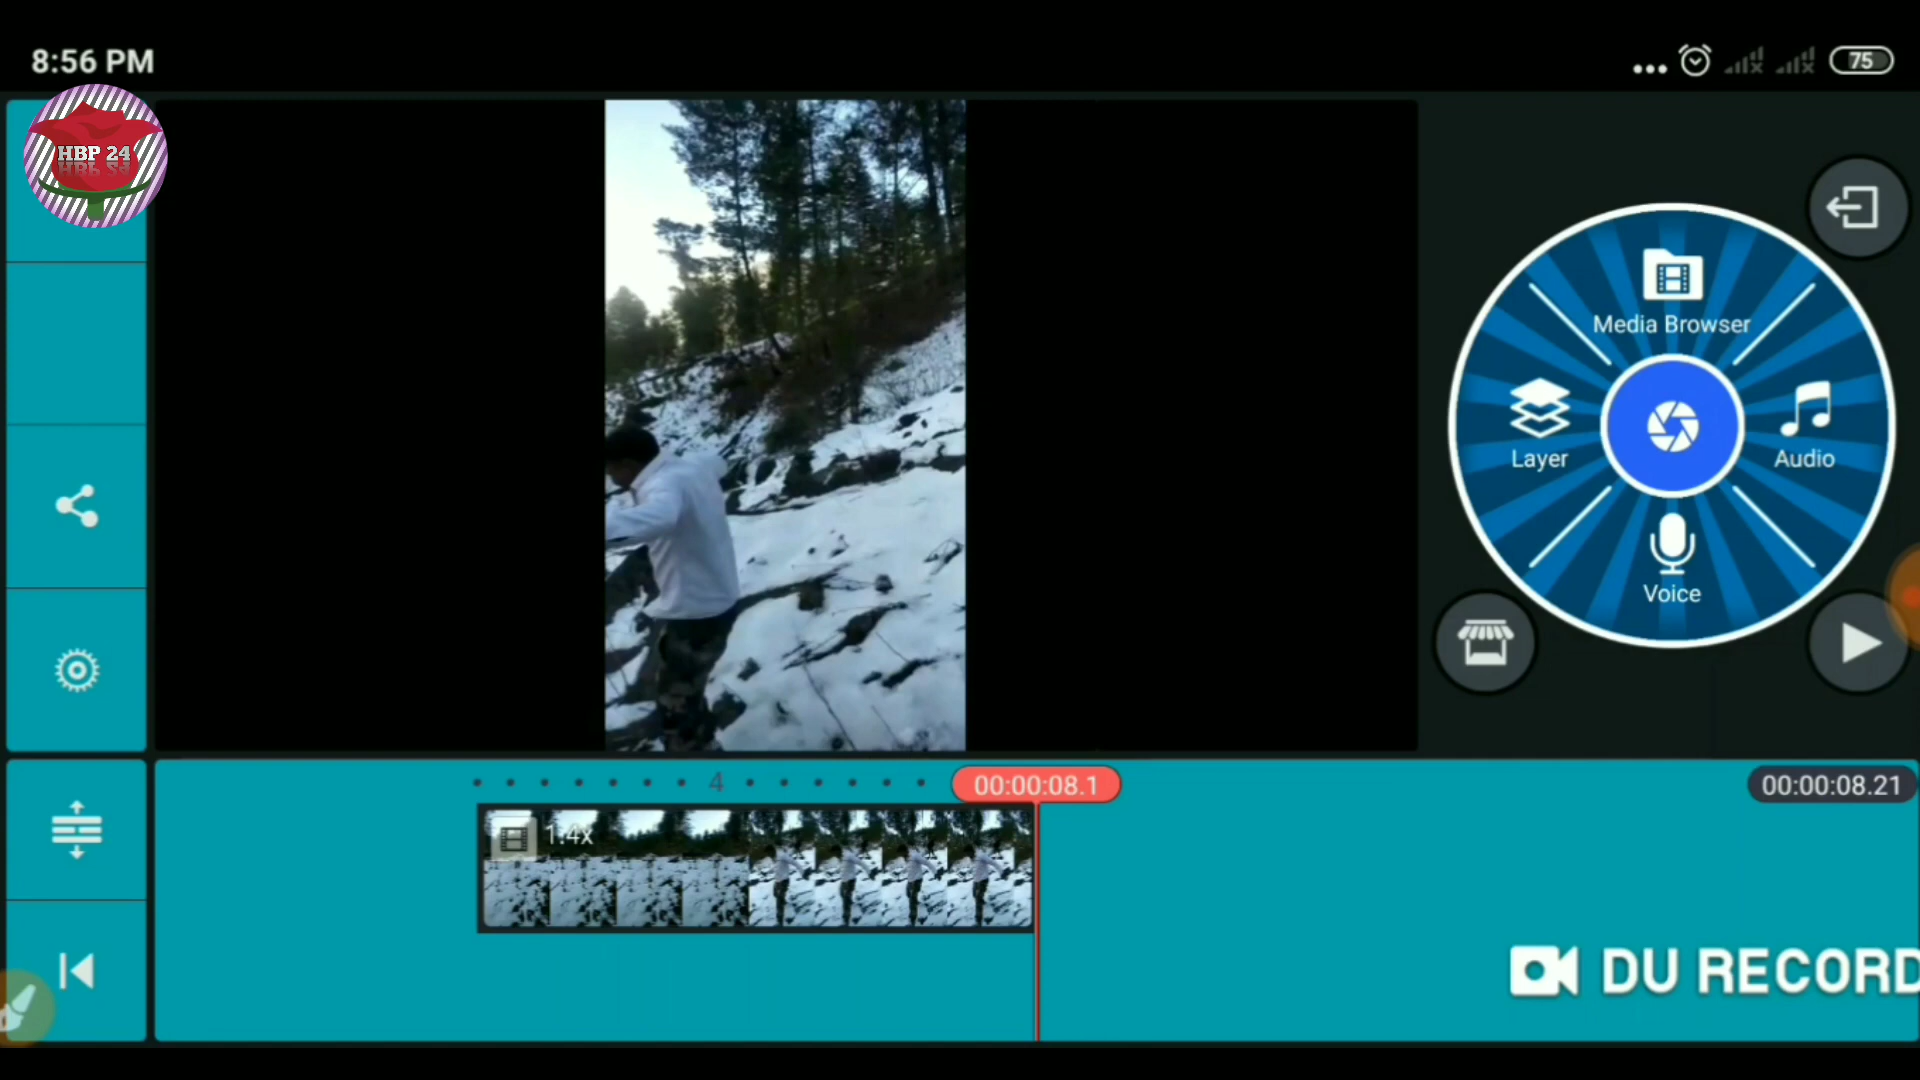 8:56 PM
75
HBP 24
Media Browser
Layer
Audio
Voice
4
00:00:08.1
00:00:08.21
1.4x
DU RECORD